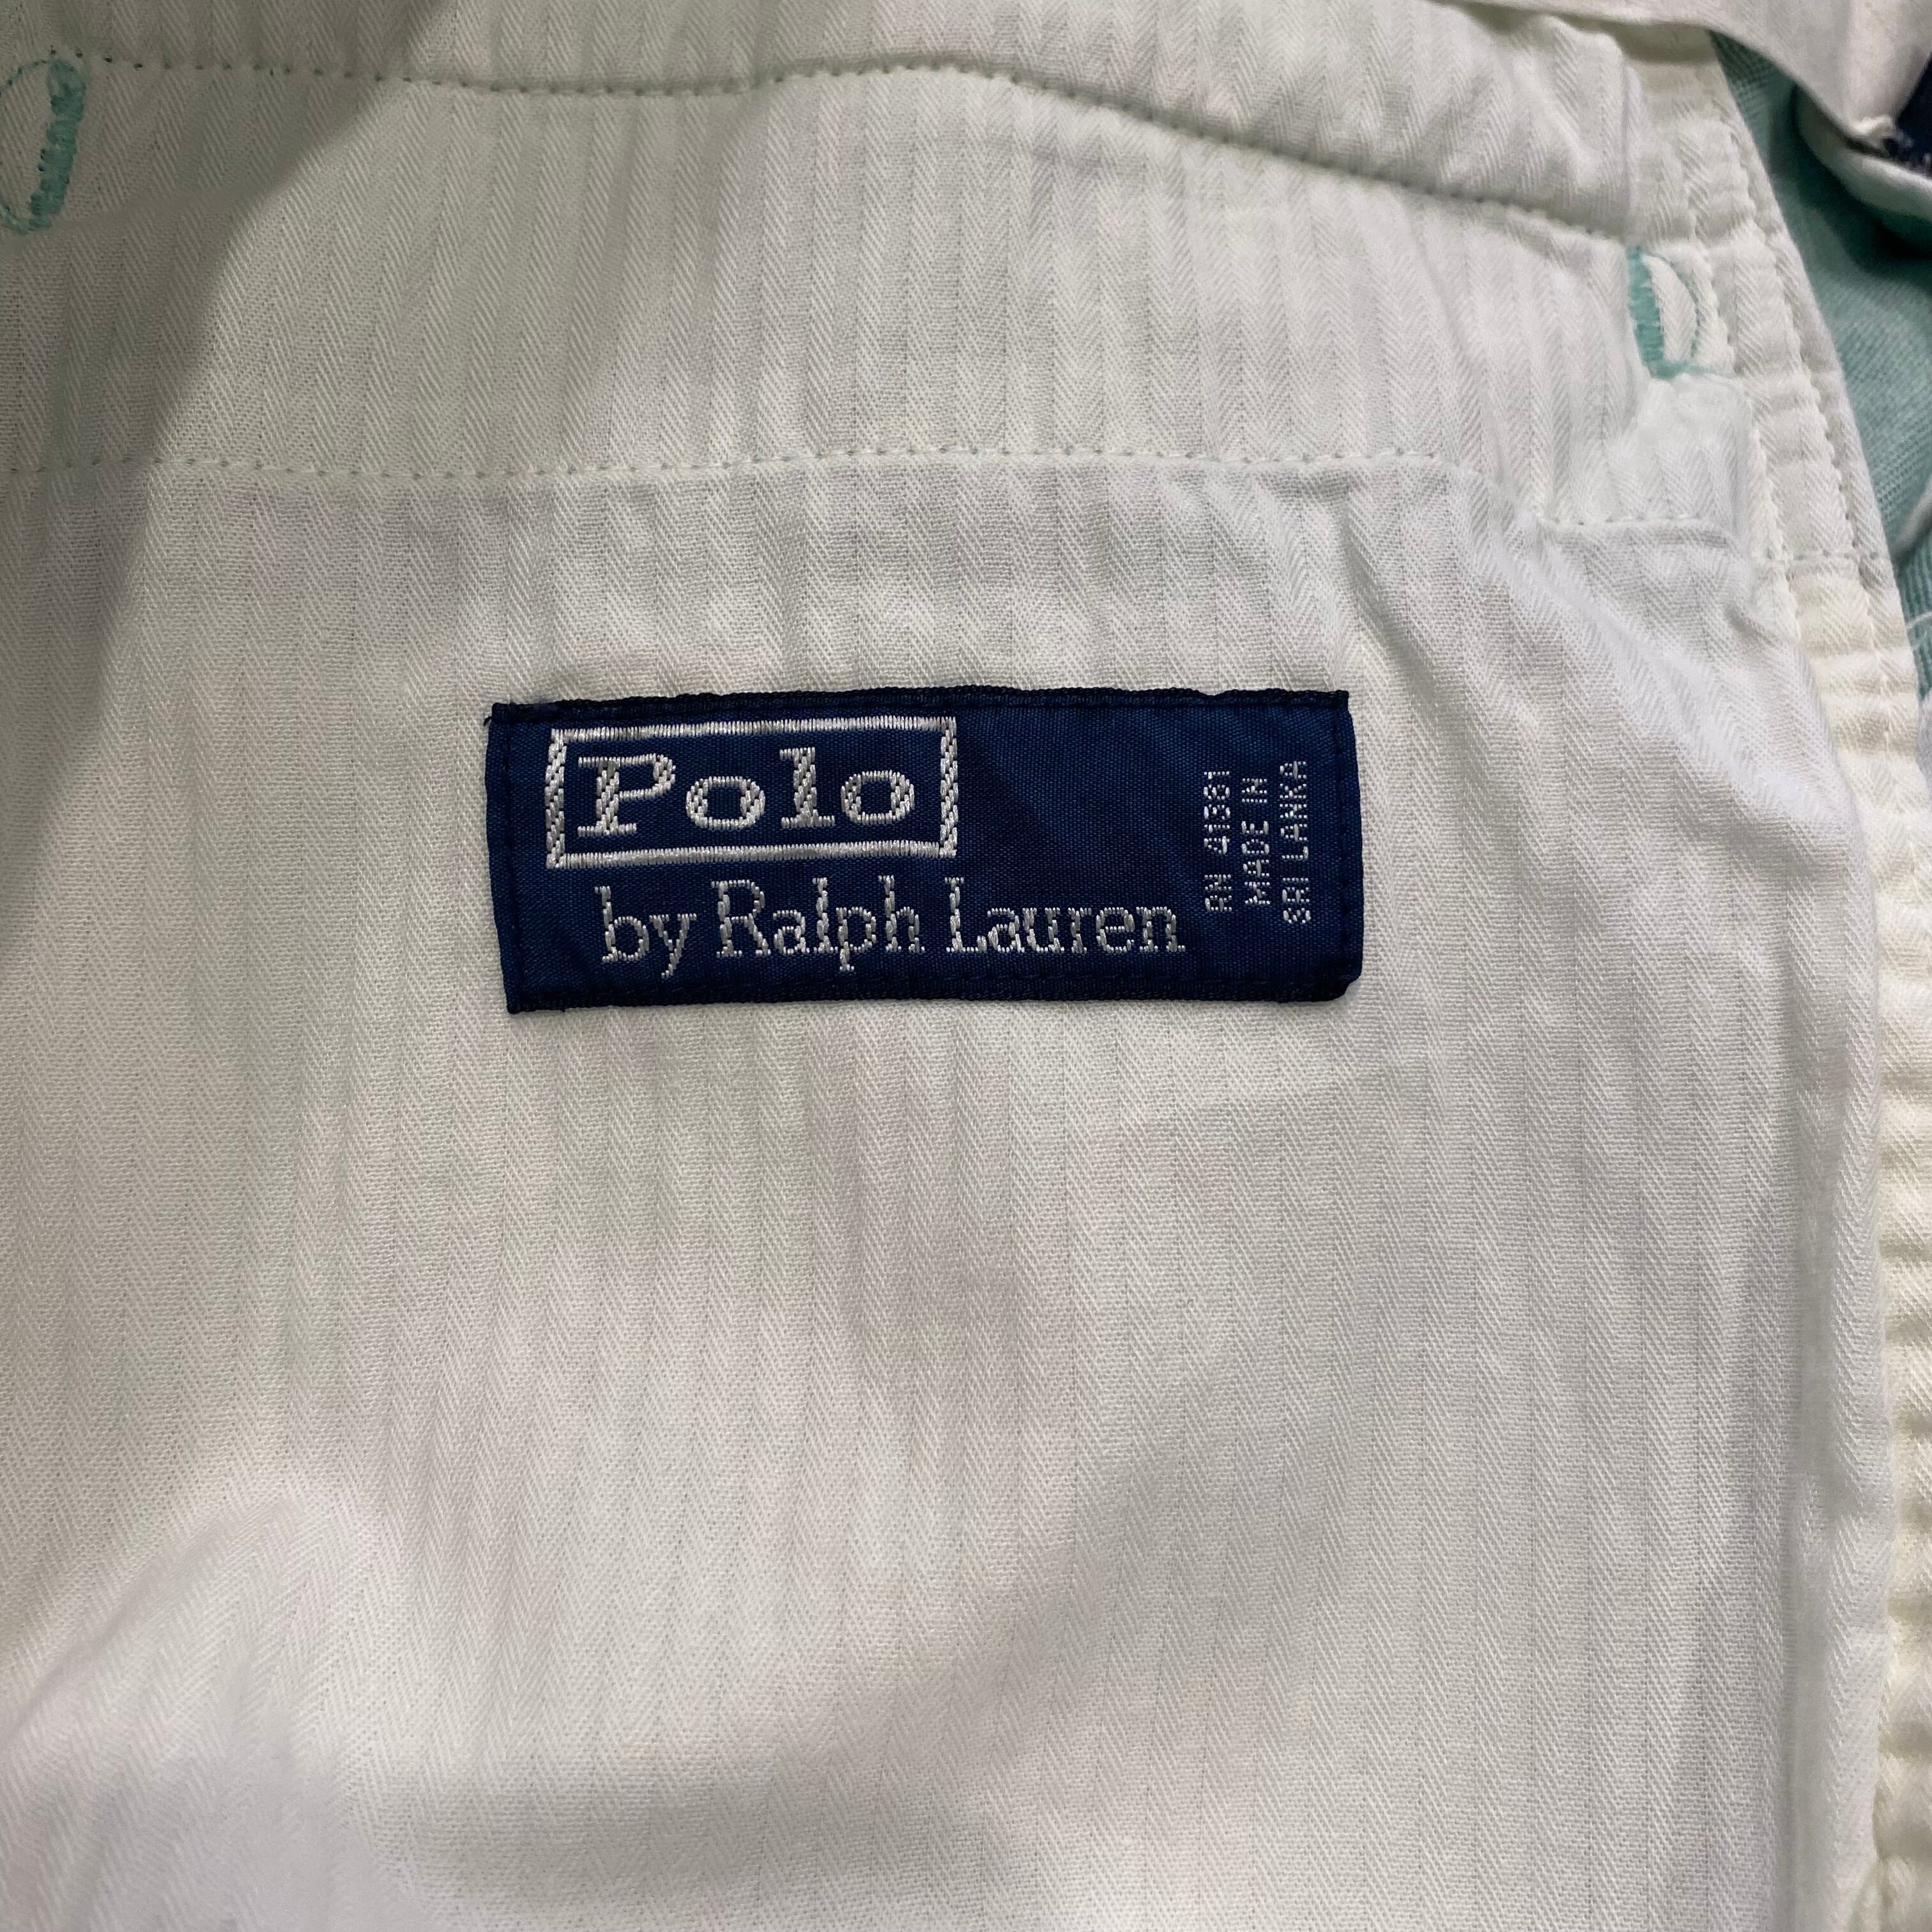 Polo
by Ralph Lauren
RN 41381
MADE IN
SRI LANKA